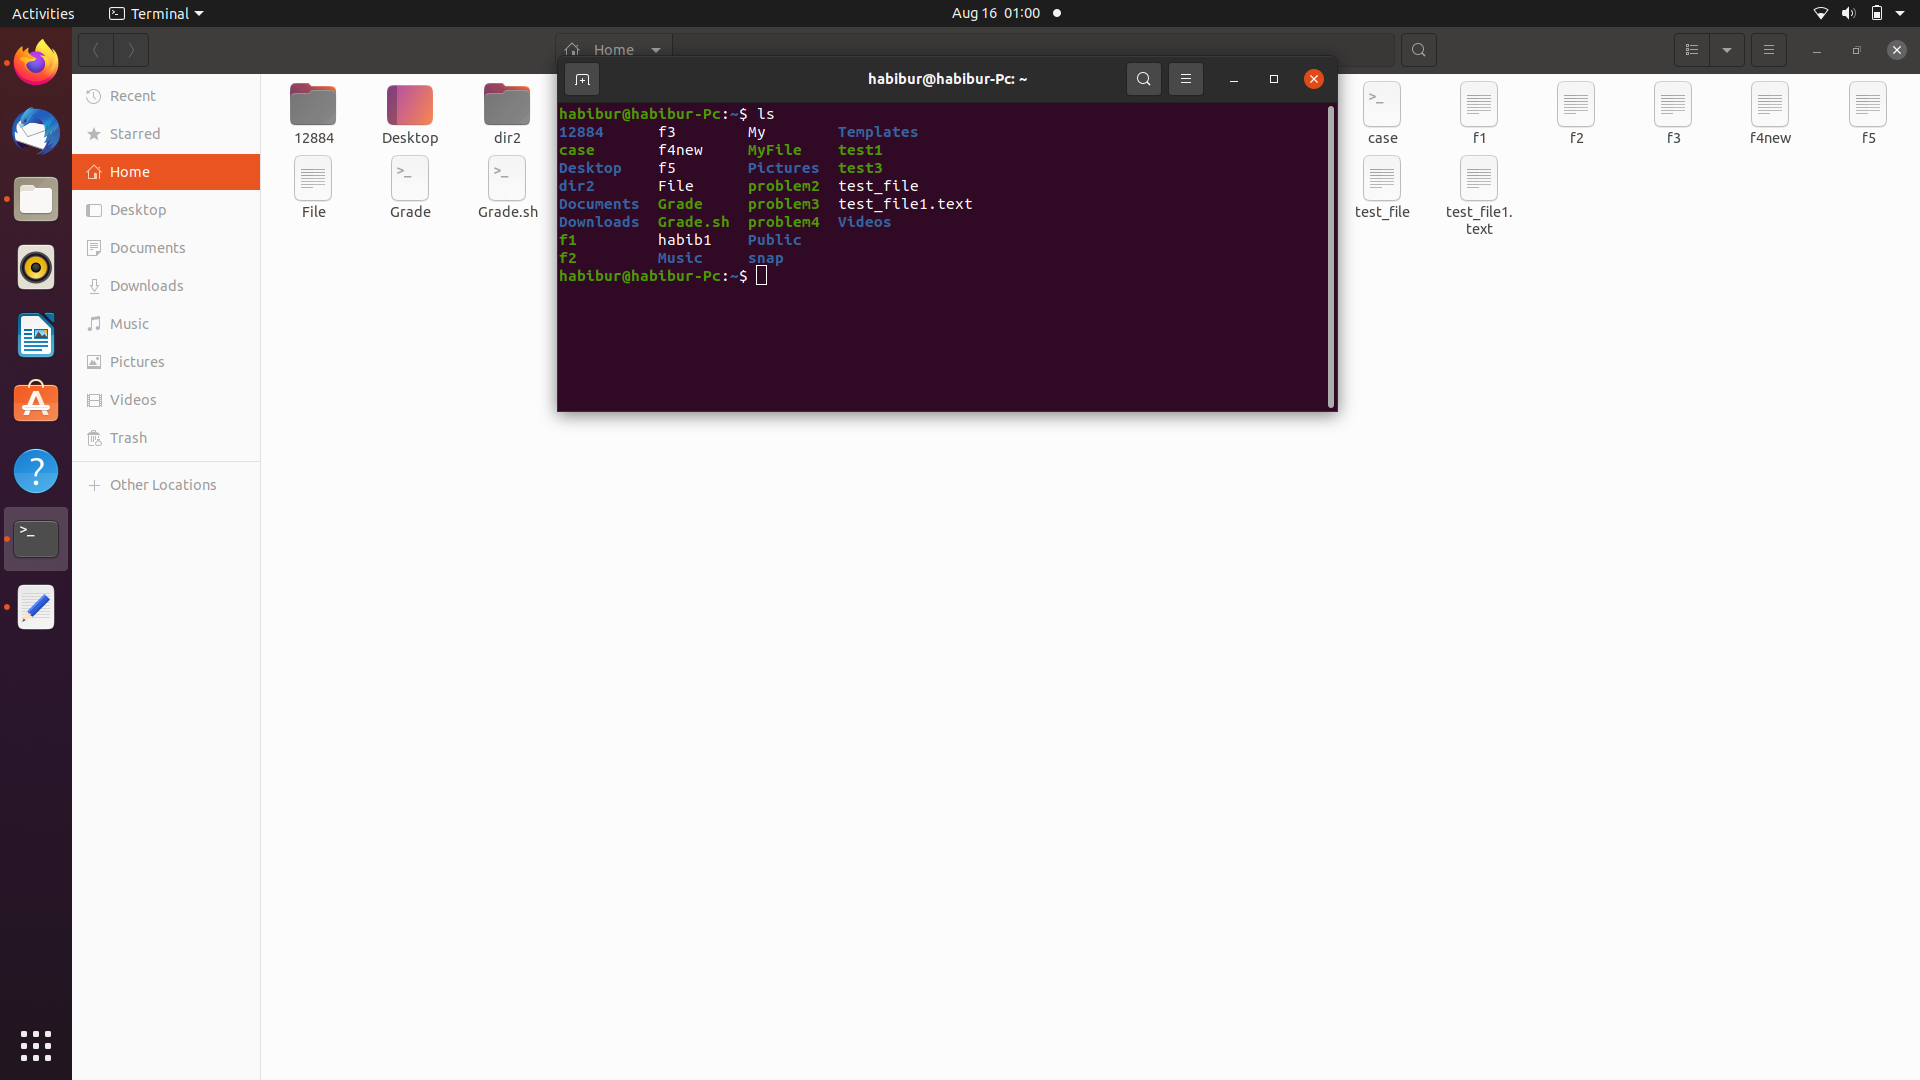 Activities Terminal Aug 16 01:00
Home
habibur@habibur-Pc: ~
Recent
Starred
Home
Desktop
Documents
Downloads
Music
Pictures
Videos
Trash
Other Locations
12884 Desktop dir2
File Grade Grade.sh
habibur@habibur-Pc:~$ ls
12884 f3 My Templates
case f4new MyFile test1
Desktop f5 Pictures test3
dir2 File problem2 test_file
Documents Grade problem3 test_file1.text
Downloads Grade.sh problem4 Videos
f1 habib1 Public
f2 Music snap
habibur@habibur-Pc:~$
case f1 f2 f3 f4new f5
test_file test_file1.
text